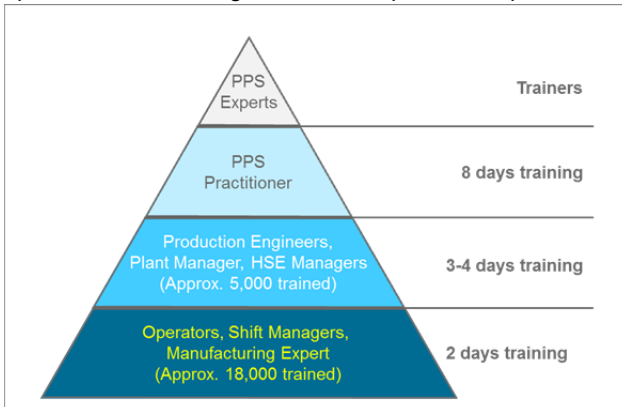 PPS
Experts
Trainers
PPS
Practitioner
8 days training
Production Engineers,
Plant Manager, HSE Managers
(Approx. 5,000 trained)
3-4 days training
Operators, Shift Managers,
Manufacturing Expert
(Approx. 18,000 trained)
2 days training